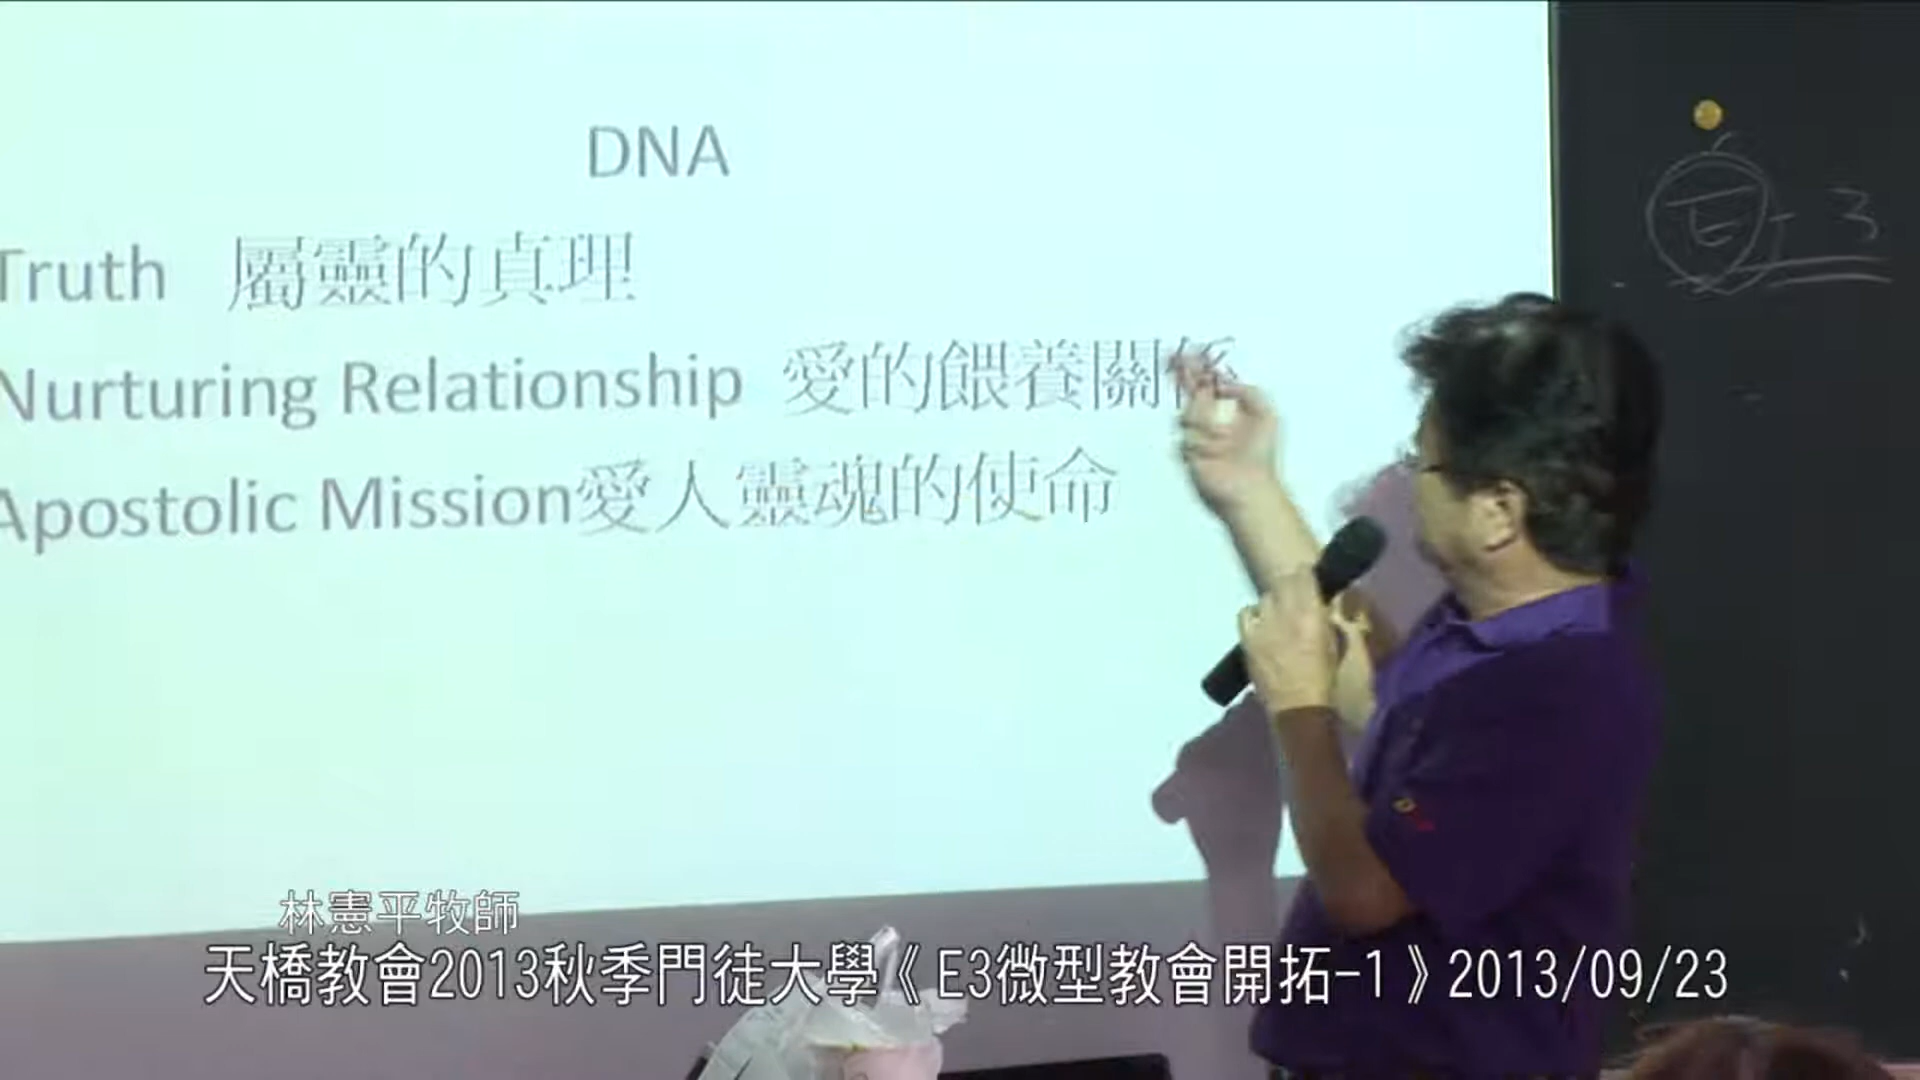 DNA
Truth 屬靈的真理
Nurturing Relationship 愛的餵養關係
Apostolic Mission愛人靈魂的使命
E 3
林憲平牧師
天橋教會2013秋季門徒大學《E3微型教會開拓-1》2013/09/23